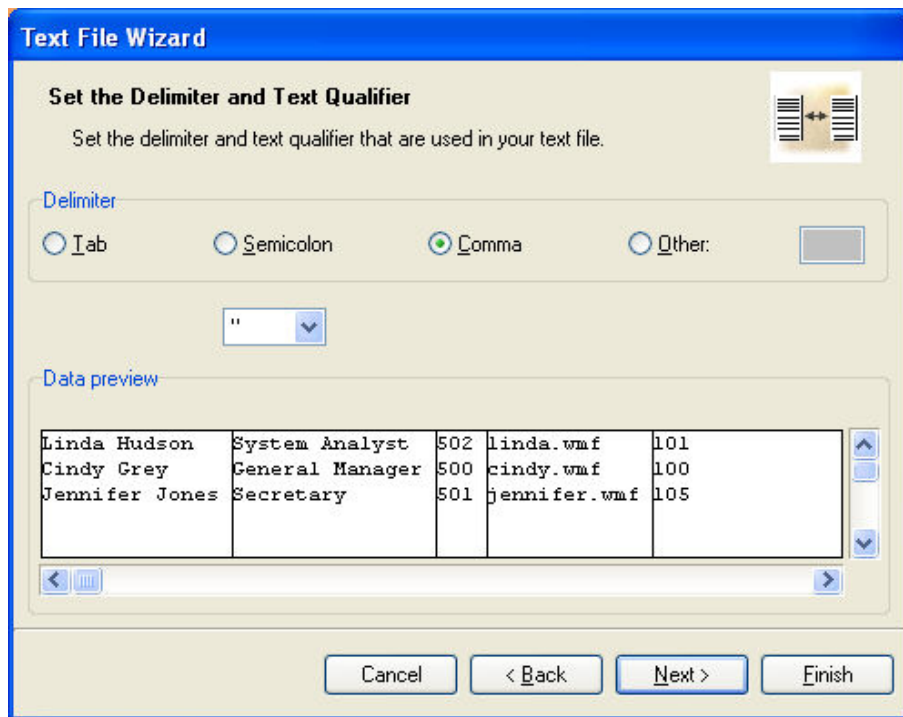 Text File Wizard
Set the Delimiter and Text Qualifier
Set the delimiter and text qualifier that are used in your text file.
Delimiter
Tab Semicolon Comma Other:
"
Data preview
Linda Hudson System Analyst 502 linda.wmf 101
Cindy Grey General Manager 500 cindy.wmf 100
Jennifer Jones Secretary 501 jennifer.wmf 105
Cancel < Back Next > Finish